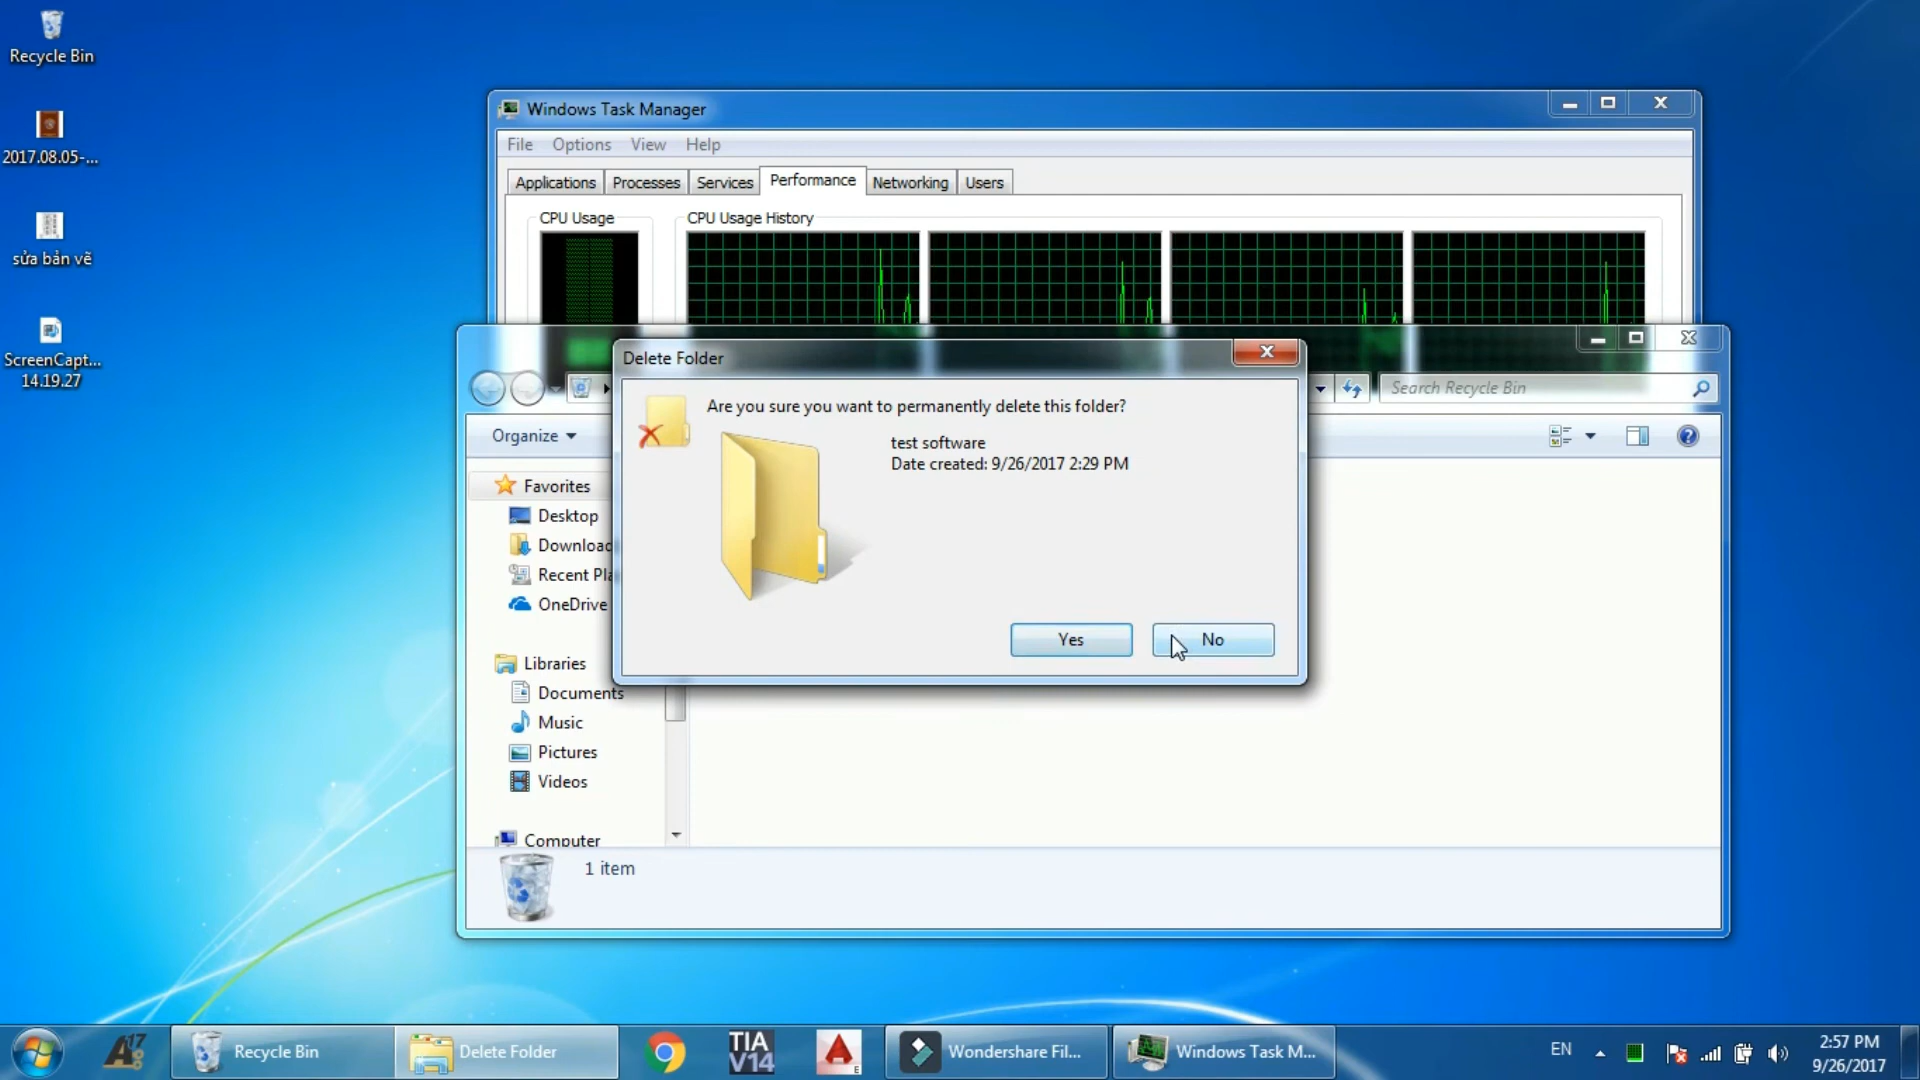 Recycle Bin
2017.08.05-...
sửa bản vẽ
ScreenCapt...
14.19.27
Windows Task Manager
File Options View Help
Applications Processes Services Performance Networking Users
CPU Usage
CPU Usage History
Delete Folder
Are you sure you want to permanently delete this folder?
test software
Date created: 9/26/2017 2:29 PM
Yes No
Search Recycle Bin
Organize
Favorites
Desktop
Downloac
Recent Pla
OneDrive
Libraries
Documents
Music
Pictures
Videos
Computer
1 item
17
Recycle Bin
Delete Folder
TIA
V14
E
Wondershare Fil...
Windows Task M...
EN
2:57 PM
9/26/2017